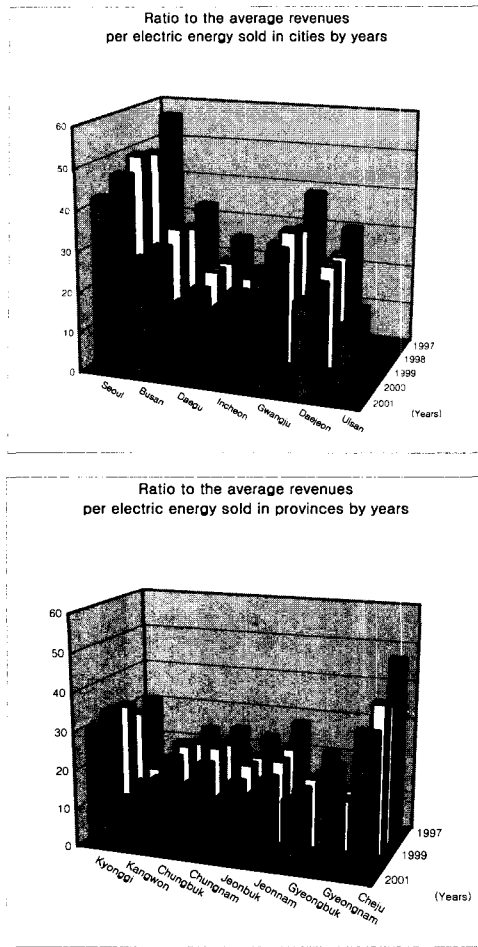 Ratio to the average revenues
per electric energy sold in cities by years
60
50
40
30
20
10
0
Seoul
Busan
Daegu
Incheon
Gwangju
Daejeon
Ulsan
1997
1998
1999
2003
2001
(Years)
Ratio to the average revenues
per electric energy sold in provinces by years
60
50
40
30
20
10
0
Kyonggi
Kangwon
Chungbuk
Chungnam
Jeonbuk
Jeonnam
Gyeongbuk
Gyeongnam
Cheju
1997
1999
2001
(Years)